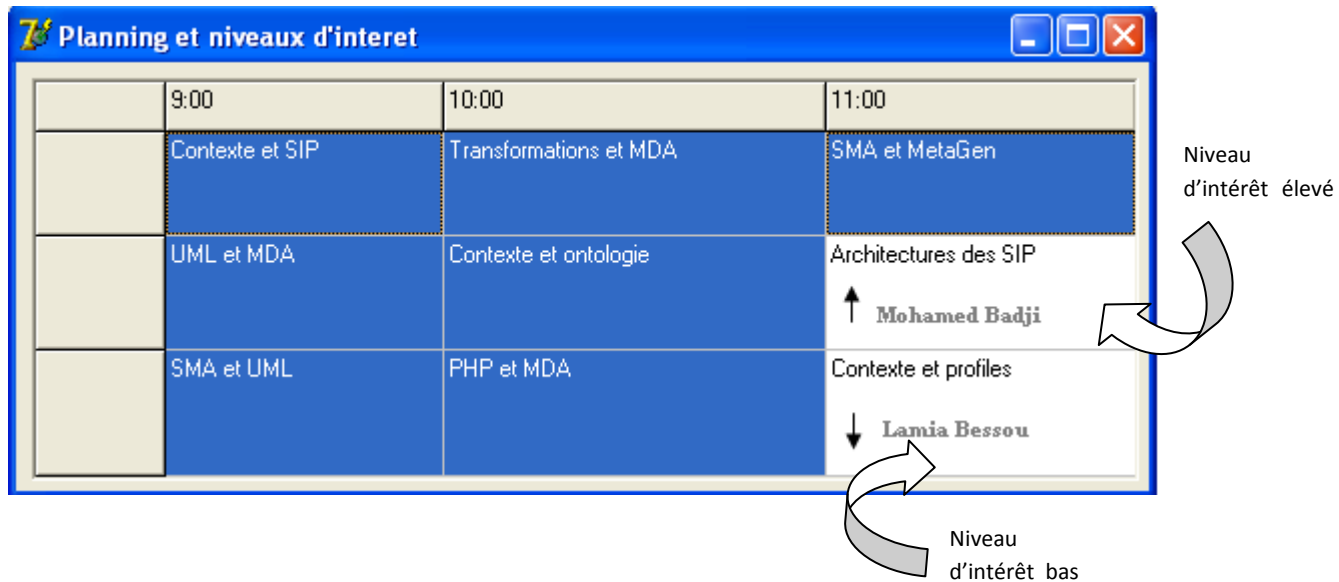 Planning et niveaux d'interet
9:00
10:00
11:00
Contexte et SIP
Transformations et MDA
SMA et MetaGen
UML et MDA
Contexte et ontologie
Architectures des SIP
Mohamed Badji
SMA et UML
PHP et MDA
Contexte et profiles
Lamia Bessou
Niveau
d'intérêt élevé
Niveau
d'intérêt bas